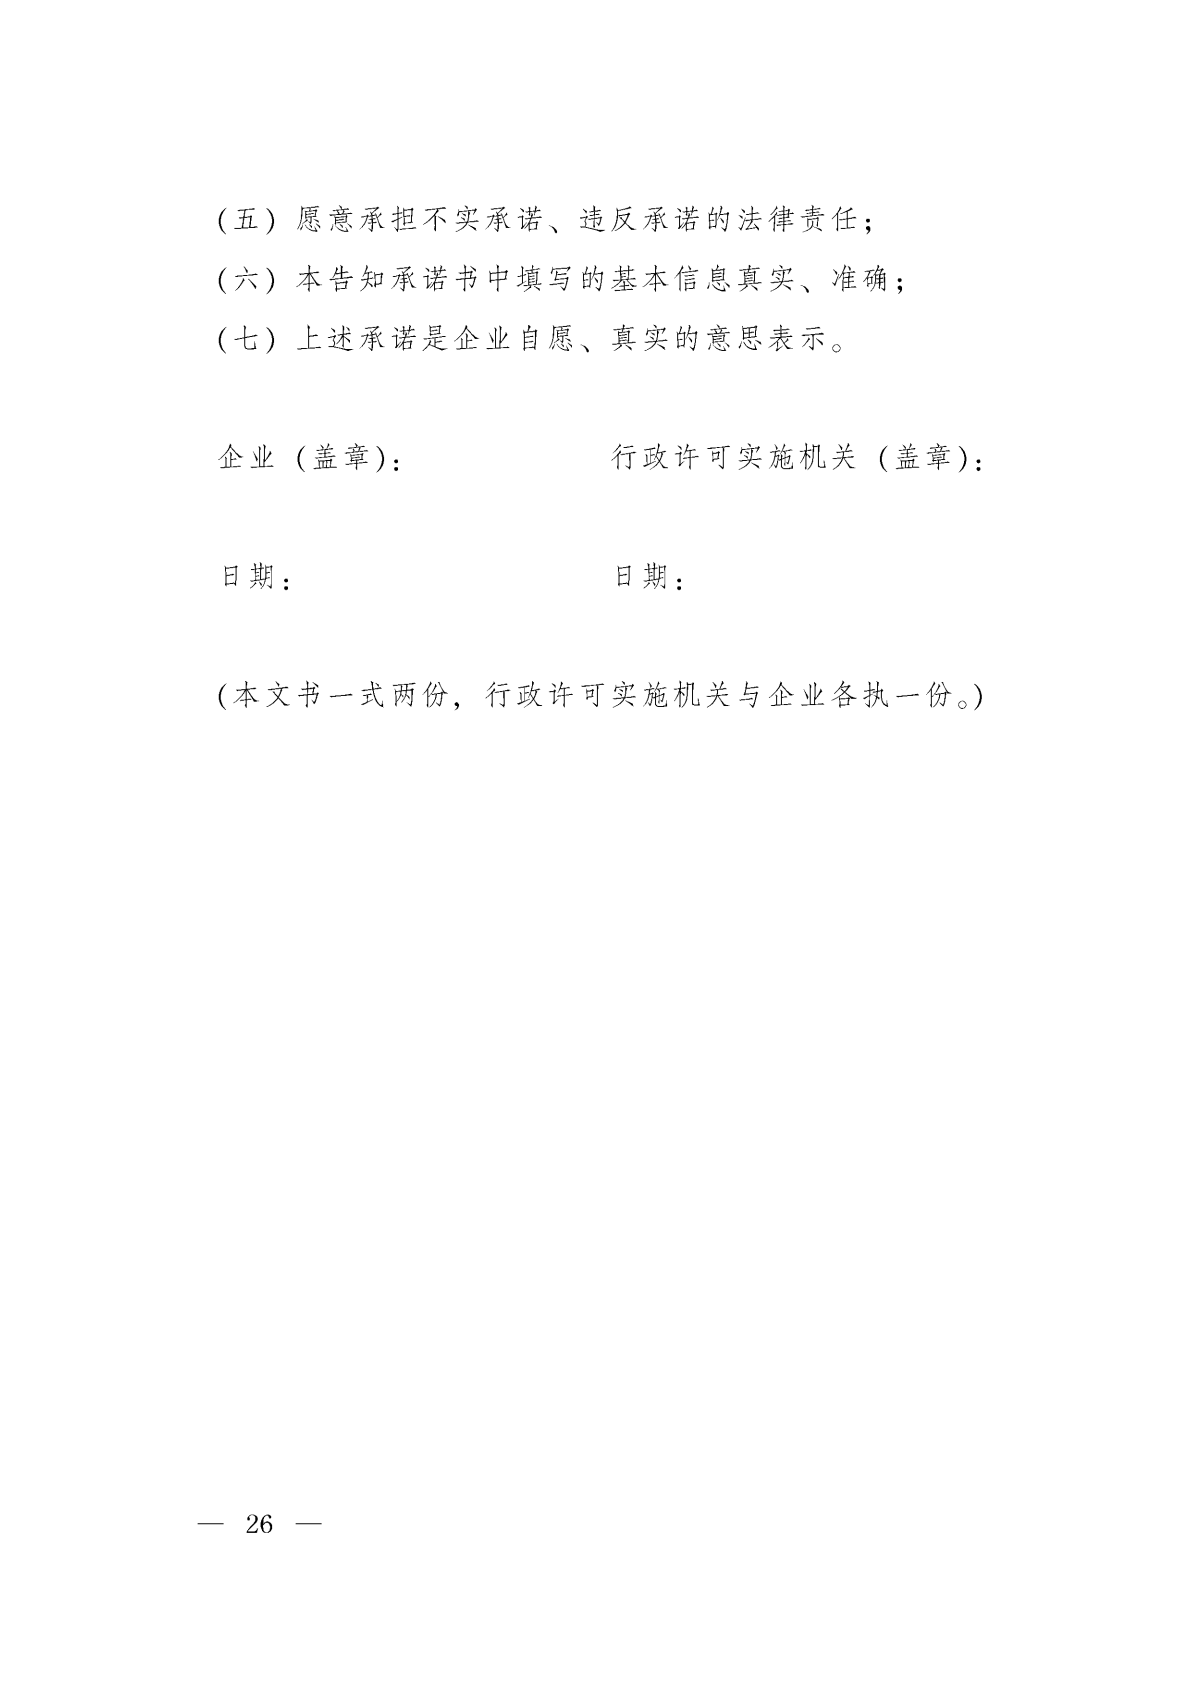 (五) 愿意承担不实承诺、违反承诺的法律责任；
(六) 本告知承诺书中填写的基本信息真实、准确；
(七) 上述承诺是企业自愿、真实的意思表示。
企业 (盖章)： 行政许可实施机关 (盖章)：
日期： 日期：
(本文书一式两份，行政许可实施机关与企业各执一份。)
— 26 —